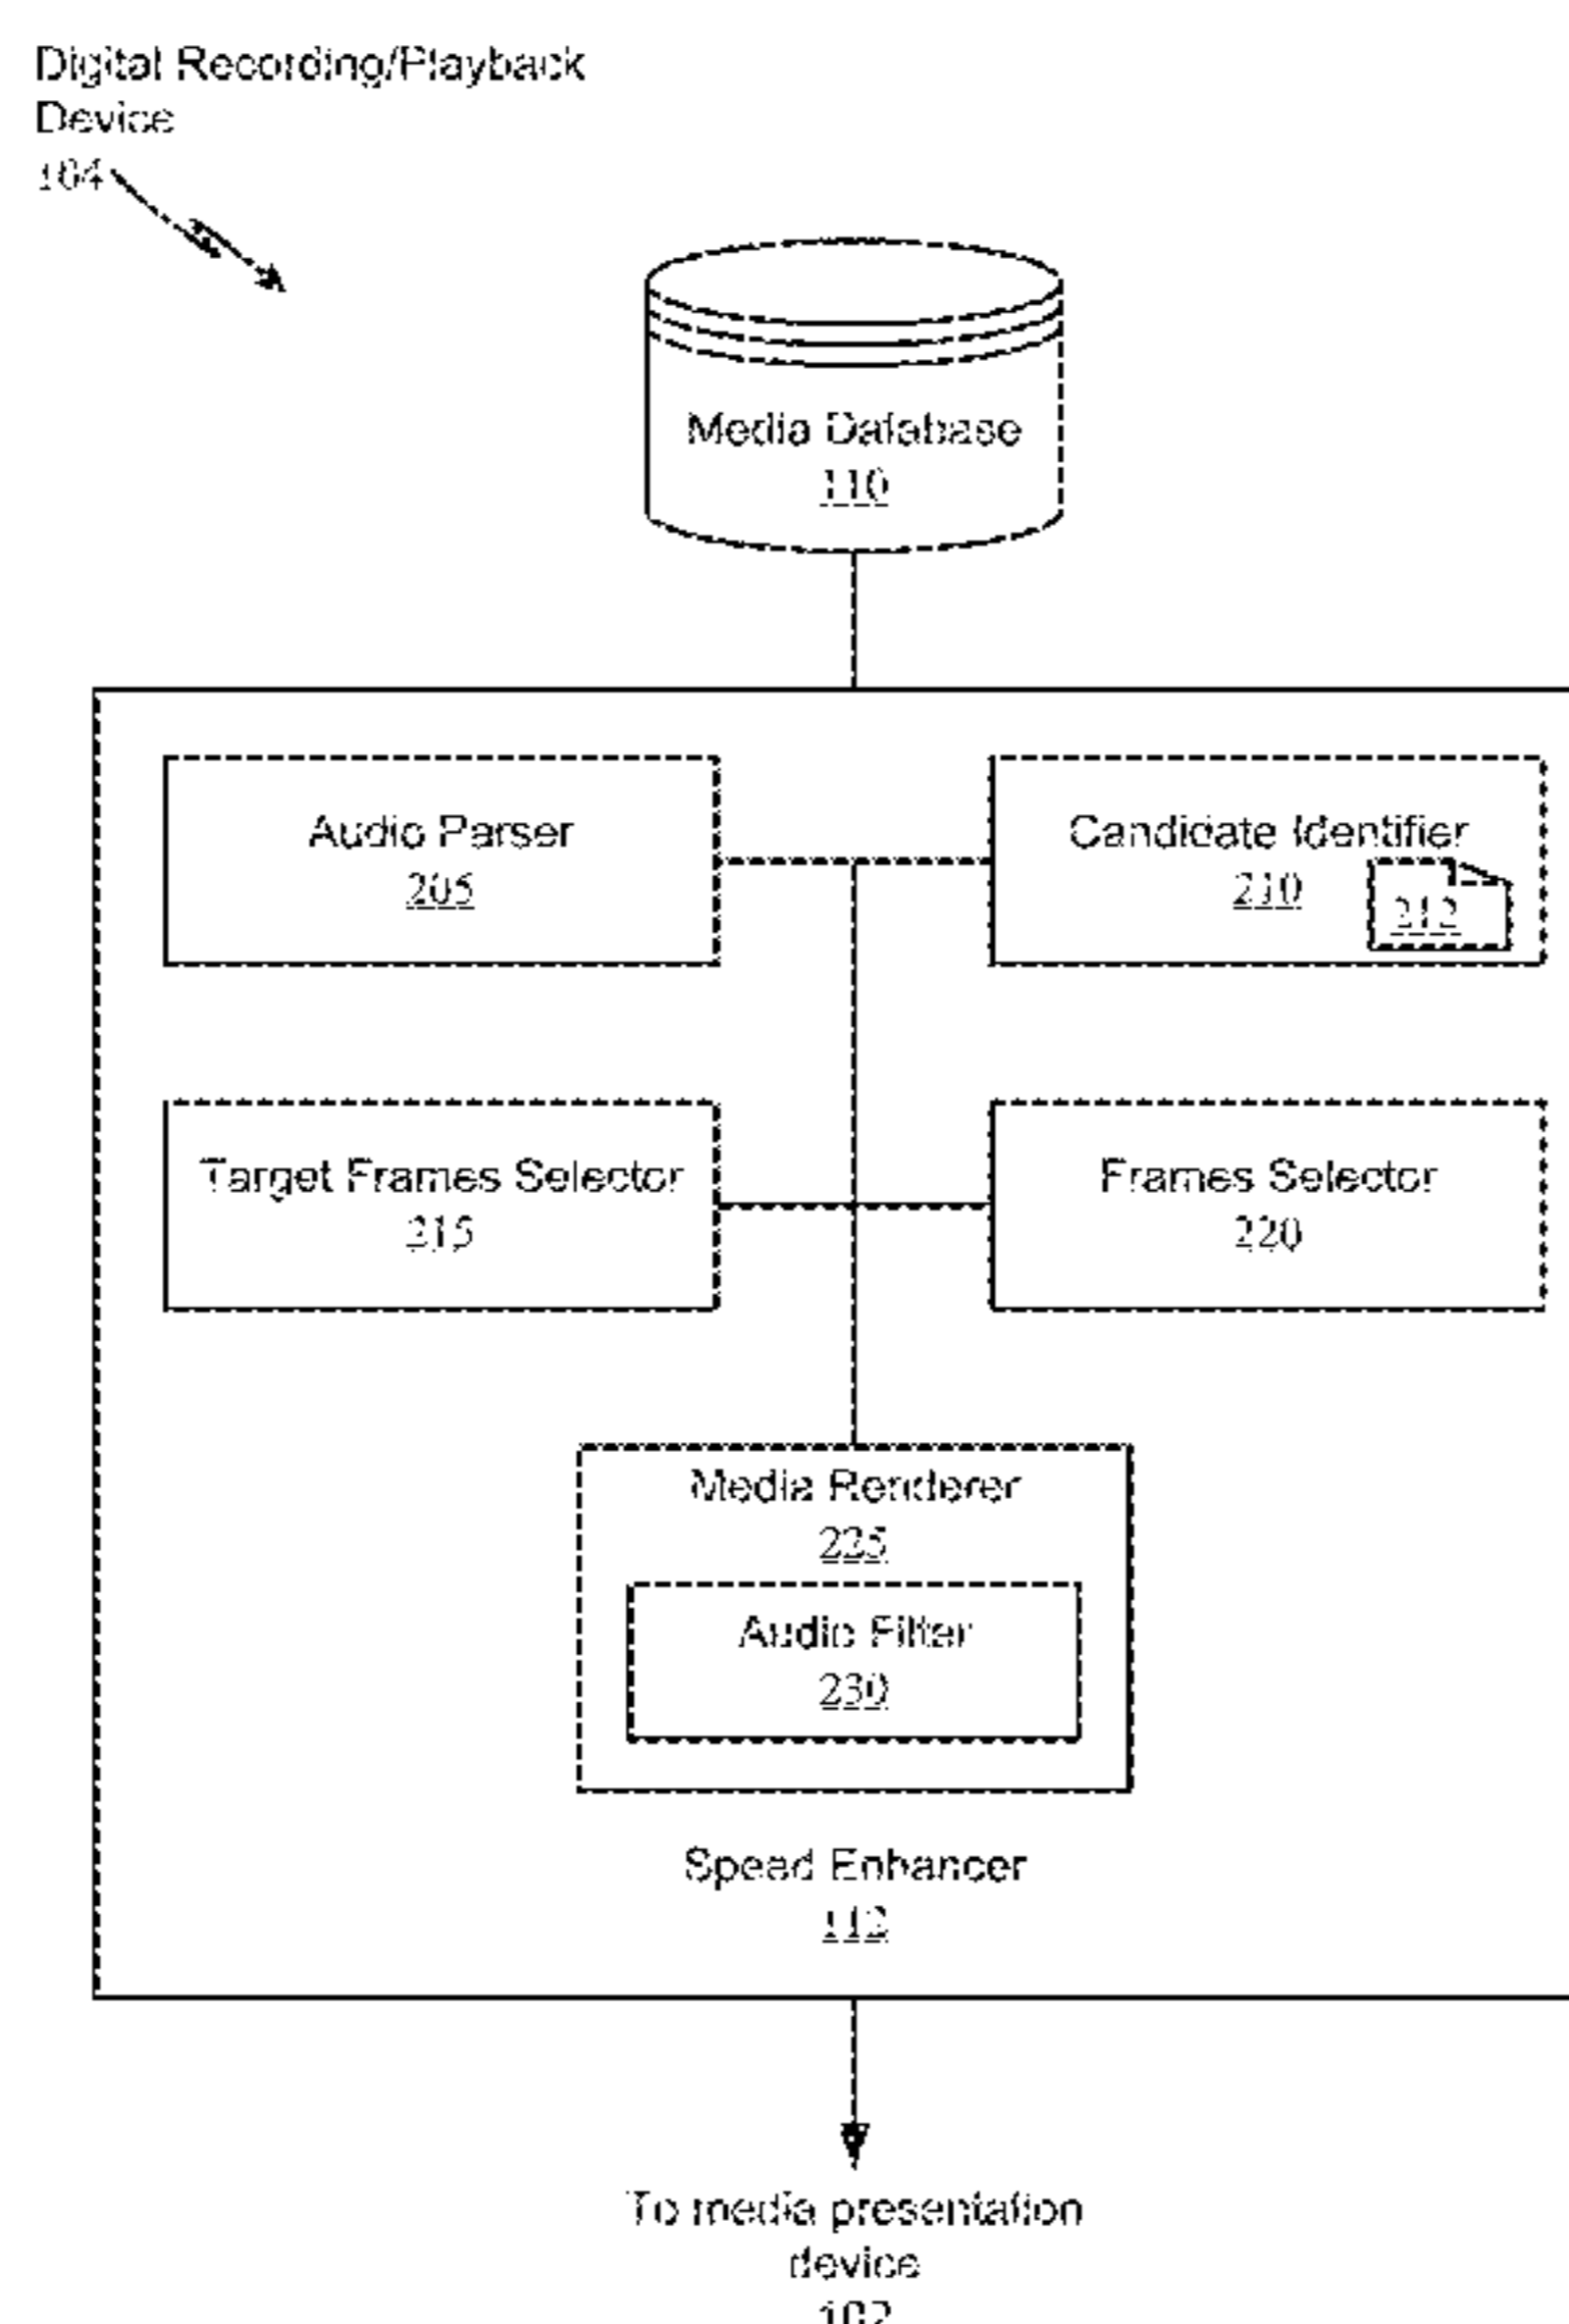 Digital Recording/Playback
Device
104
Media Database
110
Audio Parser
205
Candidate Identifier
210
212
Target Frames Selector
215
Frames Selector
220
Media Renderer
225
Audio Filter
230
Speed Enhancer
112
To media presentation
device
102